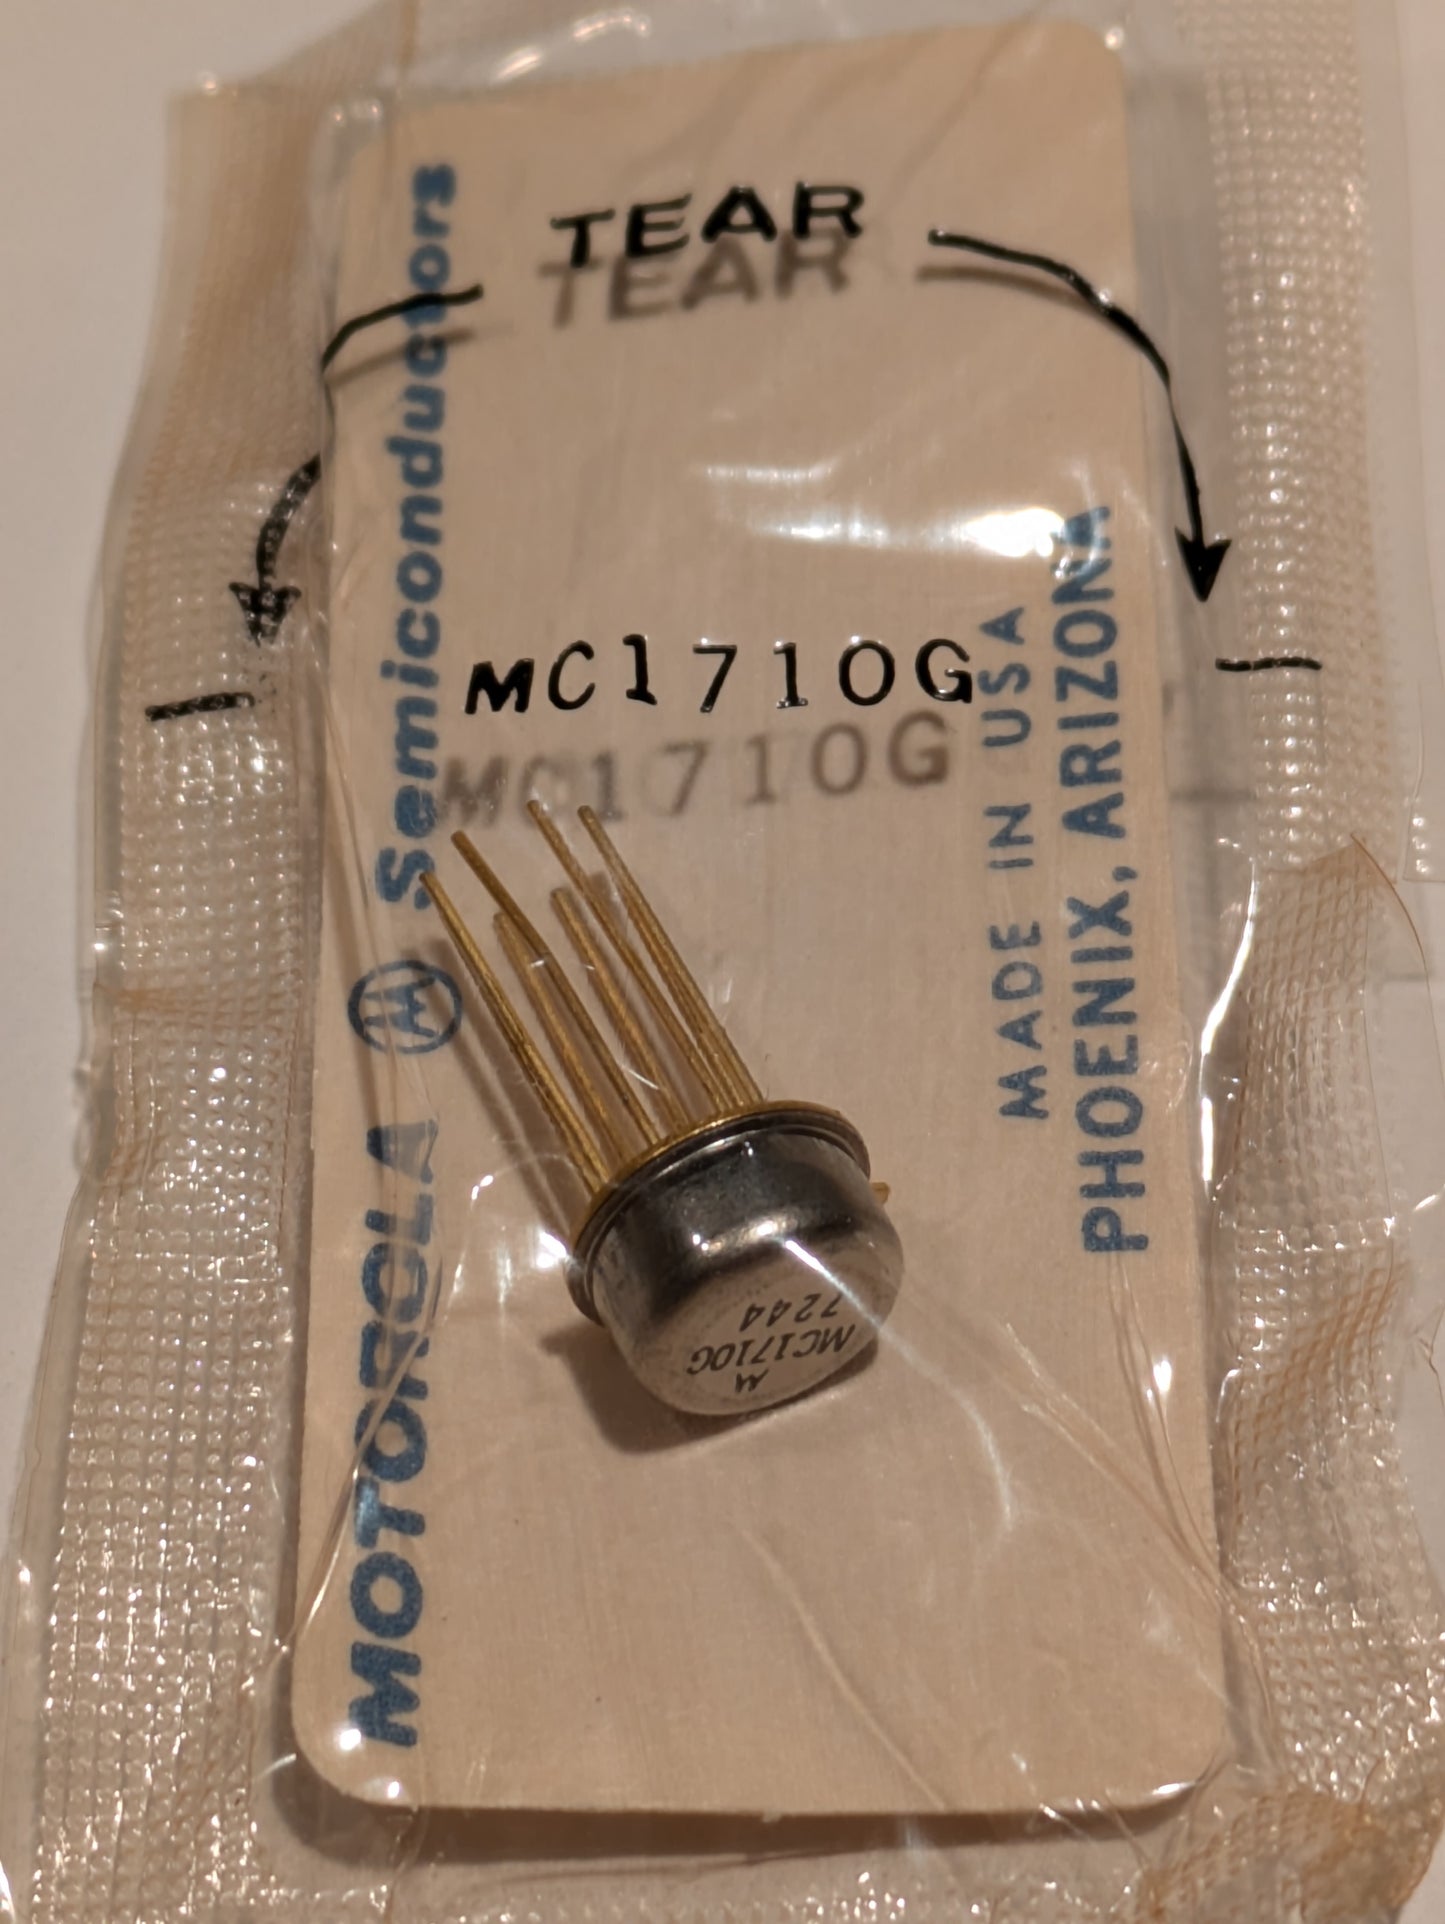 TEAR
MC1710G
MOTOROLA M Semiconductors
MADE IN USA
PHOENIX, ARIZONA
M
MC1710G
7244